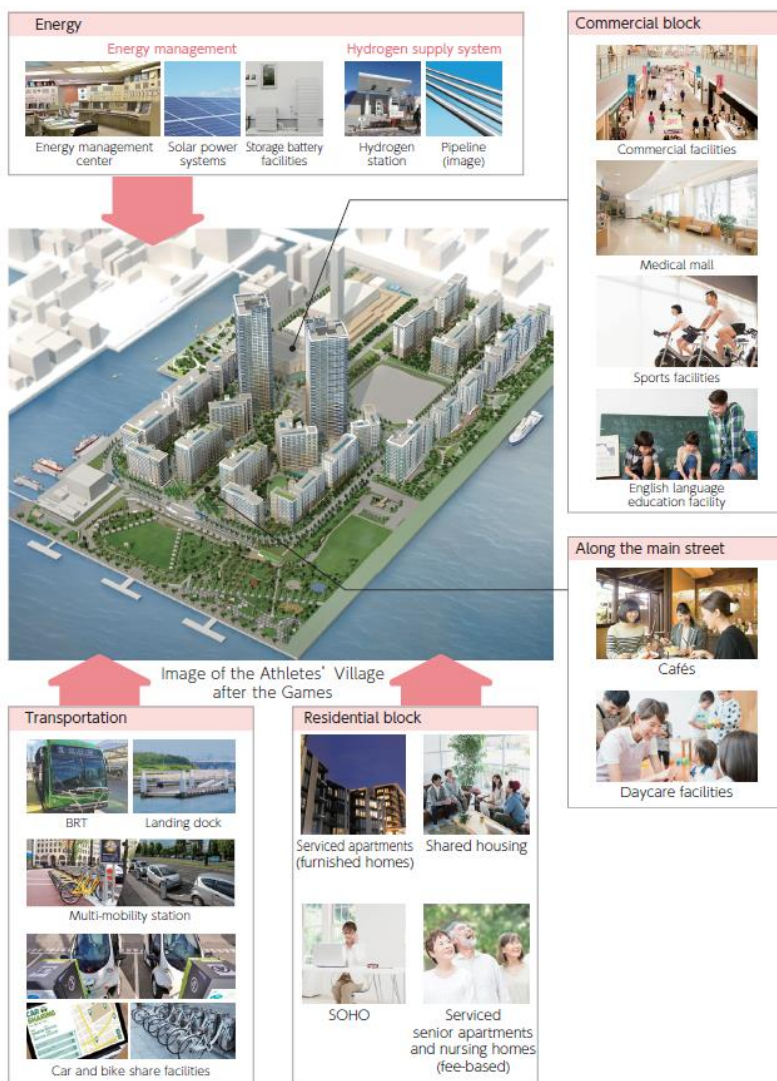 Energy
Energy management
Hydrogen supply system
Energy management
center
Solar power
systems
Storage battery
facilities
Hydrogen
station
Pipeline
(image)
Commercial block
Commercial facilities
Medical mall
Sports facilities
English language
education facility
Along the main street
Cafés
Daycare facilities
Image of the Athletes' Village
after the Games
Transportation
BRT
Landing dock
Multi-mobility station
CAR
SHARING
Car and bike share facilities
Residential block
Serviced apartments
(furnished homes)
Shared housing
SOHO
Serviced
senior apartments
and nursing homes
(fee-based)